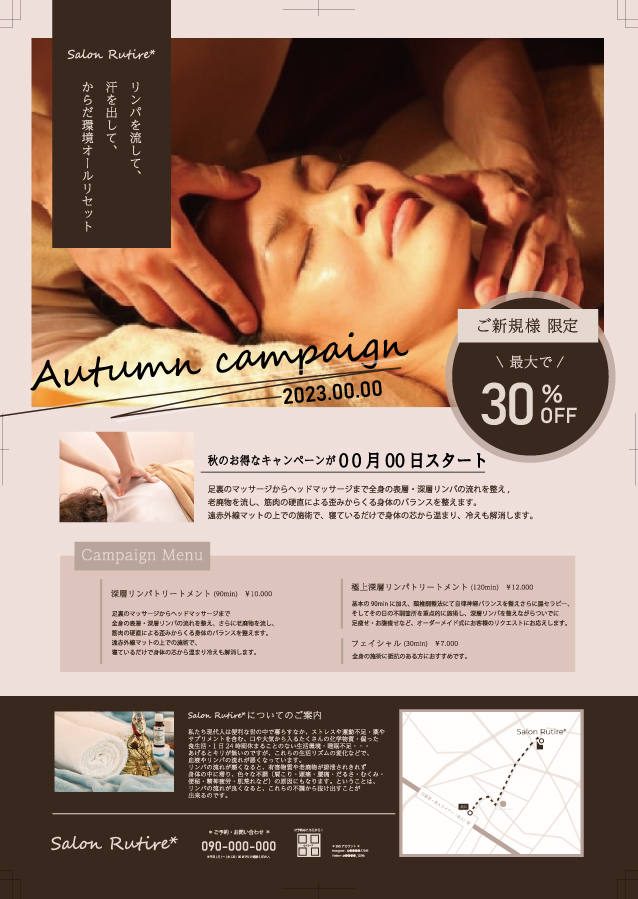 Salon Rutire*
リンパを流して、
汗を出して、
からだ環境オールリセット
Autumn campaign
2023.00.00
ご新規様 限定
\ 最大で /
30%
OFF
秋のお得なキャンペーンが00月00日スタート
足裏のマッサージからヘッドマッサージまで全身の表層・深層リンパの流れを整え,
老廃物を流し、筋肉の硬直による歪みからくる身体のバランスを整えます。
遠赤外線マットの上での施術で、寝ているだけで身体の芯から温まり、冷えも解消します。
Campaign Menu
深層リンパトリートメント (90min) ¥10.000
足裏のマッサージからヘッドマッサージまで
全身の表層・深層リンパの流れを整え、さらに老廃物を流し、
筋肉の硬直による歪みからくる身体のバランスを整えます。
遠赤外線マットの上での施術で、
寝ているだけで身体の芯から温まり冷えも解消します。
極上深層リンパトリートメント (120min) ¥12.000
基本の90minに加え、頸椎調整法にて自律神経バランスを整えさらに腸セラピー、
そしてその日の不調箇所を重点的に施術し、深層リンパを整えながらついでに
足痩せ・お腹痩せなど、オーダーメイド式にお客様のリクエストにお応えします。
フェイシャル (30min) ¥7.000
全身の施術に抵抗のある方におすすめです。
Salon Rutire*についてのご案内
私たち現代人は便利な世の中で暮らすなか、ストレスや運動不足・薬や
サプリメントを含む、口や大気から入るたくさんの化学物質・偏った
食生活・1日24時間休まることのない生活環境・睡眠不足・・・
あげるとキリが無いのですが、これらの生活リズムの変化などで、
血液やリンパの流れが悪くなっています。
リンパの流れが悪くなると、有害物質や老廃物が排泄されきれず
身体の中に滞り、色々な不調（肩こり・頭痛・腰痛・だるさ・むくみ・
便秘・精神疲労・肌荒れなど）の原因にもなります。ということは、
リンパの流れが良くなると、これらの不調から抜け出すことが
出来るのです。
Salon Rutire*
Salon Rutire*
＊ご予約・お問い合わせ＊
090-000-000